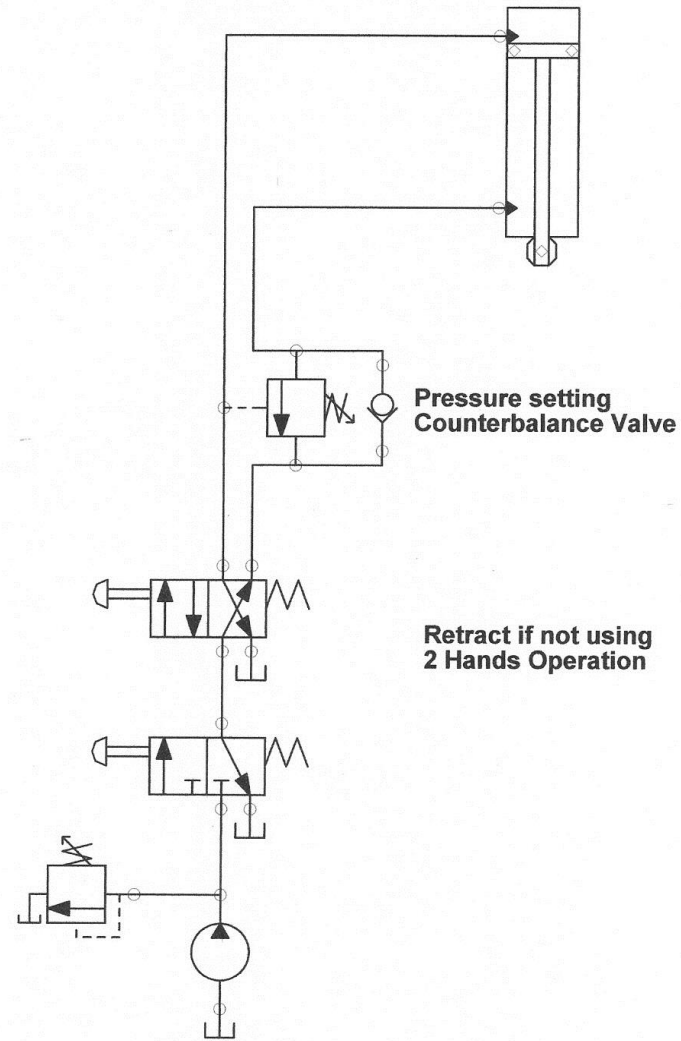 Pressure setting
Counterbalance Valve
Retract if not using
2 Hands Operation